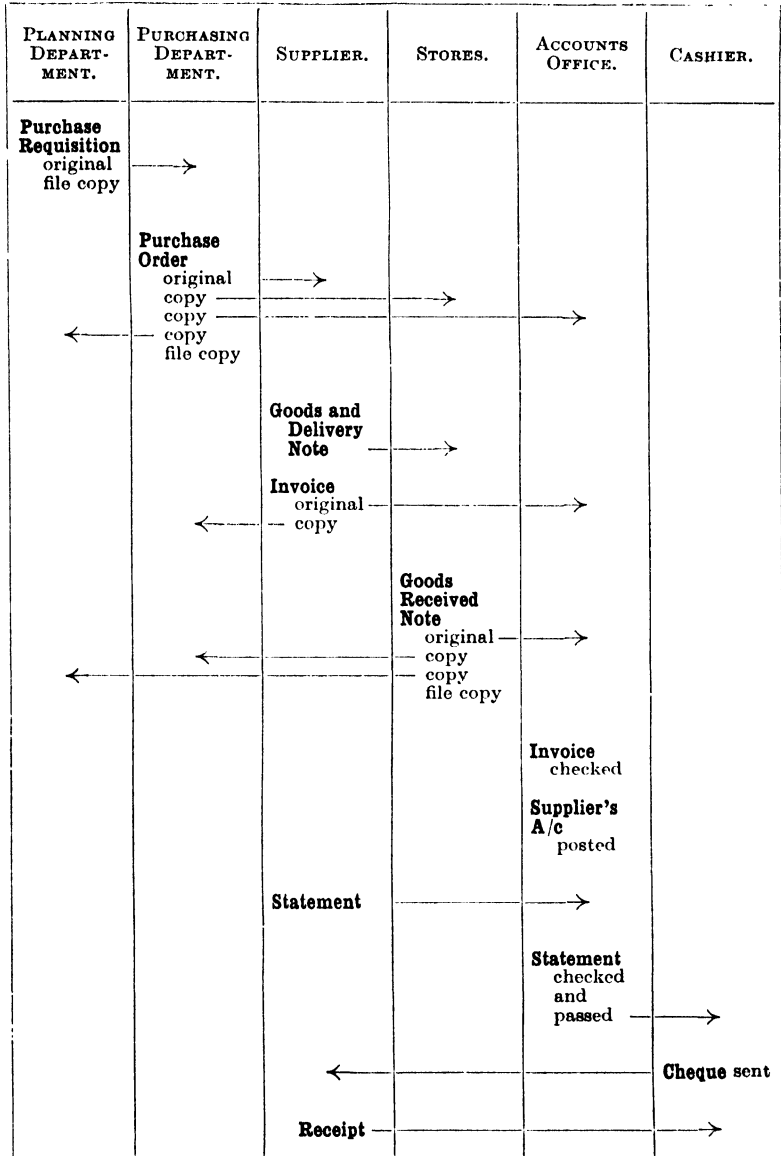 PLANNING DEPART- MENT.
PURCHASING DEPART- MENT.
SUPPLIER.
STORES.
ACCOUNTS OFFICE.
CASHIER.
Purchase
Requisition
original
file copy
Purchase
Order
original
copy
copy
copy
file copy
Goods and
Delivery
Note
Invoice
original
copy
Goods
Received
Note
original
copy
copy
file copy
Invoice
checked
Supplier's
A/c
posted
Statement
Statement
checked
and
passed
Cheque sent
Receipt